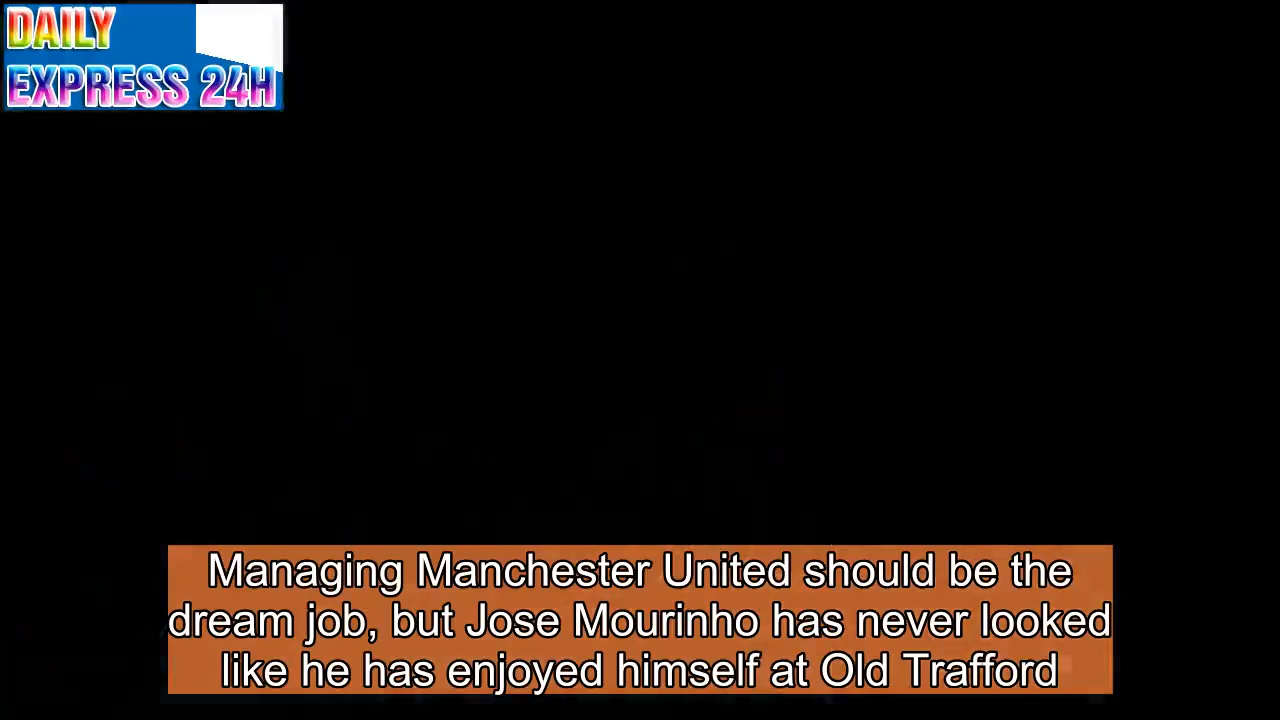 DAILY
EXPRESS 24H
Managing Manchester United should be the
dream job, but Jose Mourinho has never looked
like he has enjoyed himself at Old Trafford